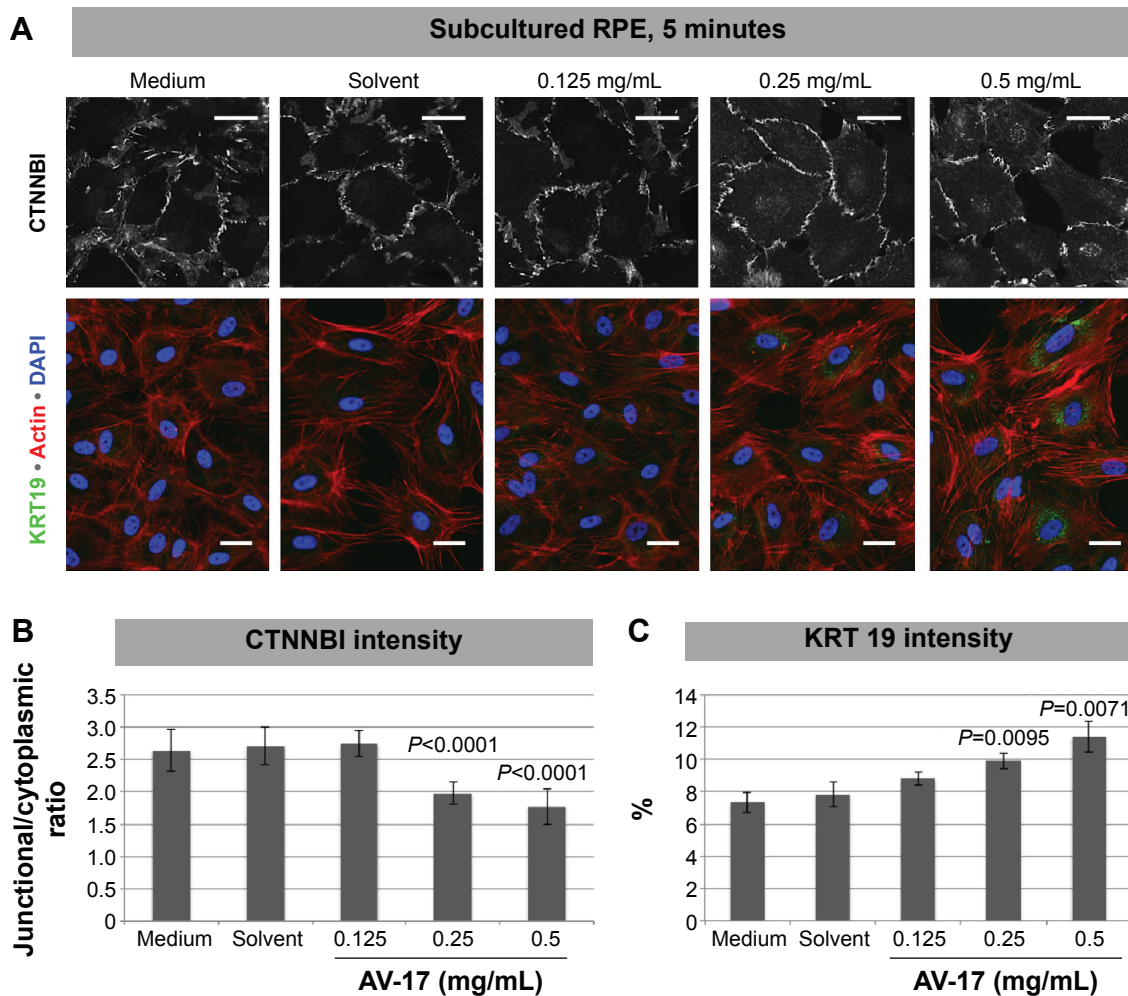 A
Subcultured RPE, 5 minutes
Medium Solvent 0.125 mg/mL 0.25 mg/mL 0.5 mg/mL
CTNNBI
KRT19 • Actin • DAPI
B
CTNNBI intensity
Junctional/cytoplasmic
ratio
3.5
3.0
2.5
2.0
1.5
1.0
0.5
0
P<0.0001
P<0.0001
Medium Solvent 0.125 0.25 0.5
AV-17 (mg/mL)
C
KRT 19 intensity
%
14
12
10
8
6
4
2
0
P=0.0071
P=0.0095
Medium Solvent 0.125 0.25 0.5
AV-17 (mg/mL)